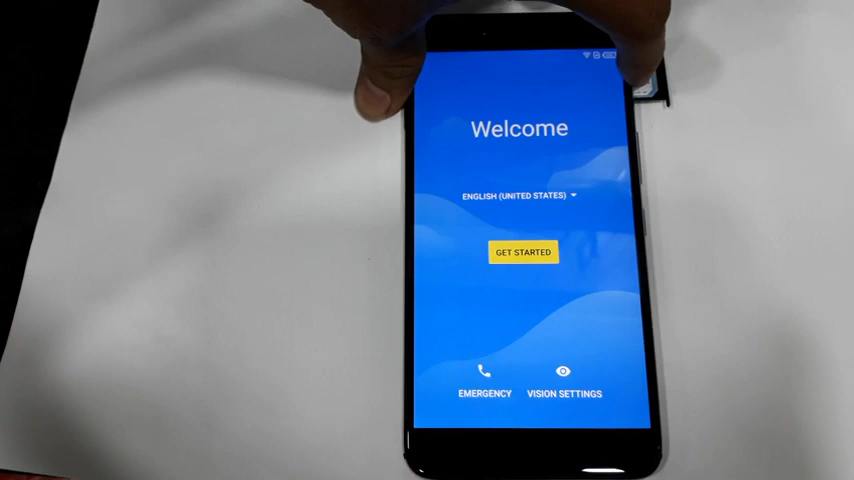 Welcome
ENGLISH (UNITED STATES)
GET STARTED
EMERGENCY
VISION SETTINGS